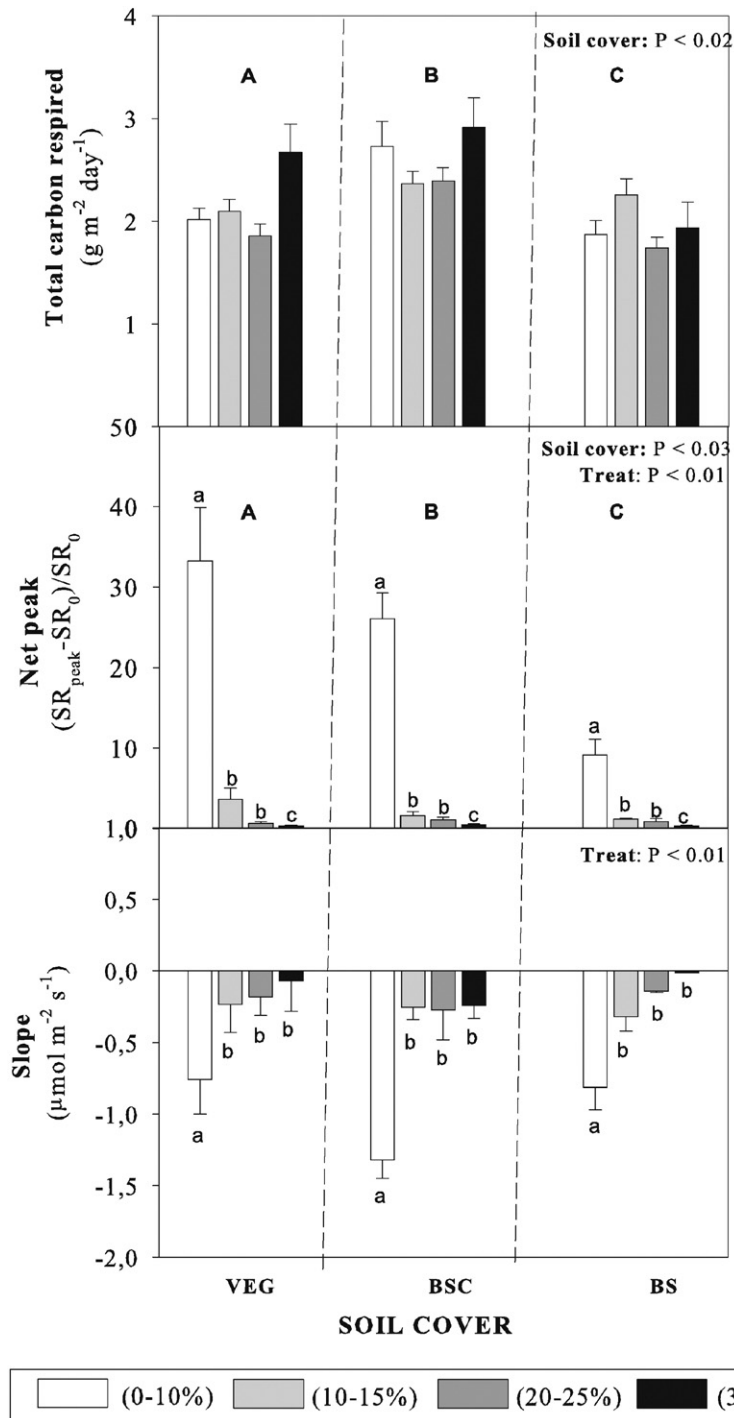 4
Soil cover: P < 0.02
A
B
C
3
2
1
Total carbon respired
(g m⁻² day⁻¹)
50
Soil cover: P < 0.03
Treat: P < 0.01
40
30
20
10
A
B
C
a
b
b
c
a
b
b
c
a
b
b
c
Net peak
(SRpeak-SR0)/SR0
1,0
Treat: P < 0.01
0,5
0,0
-0,5
-1,0
-1,5
-2,0
b
b
b
a
b
b
b
a
b
b
b
a
Slope
(μmol m⁻² s⁻¹)
VEG BSC BS
SOIL COVER
(0-10%) (10-15%) (20-25%) (3